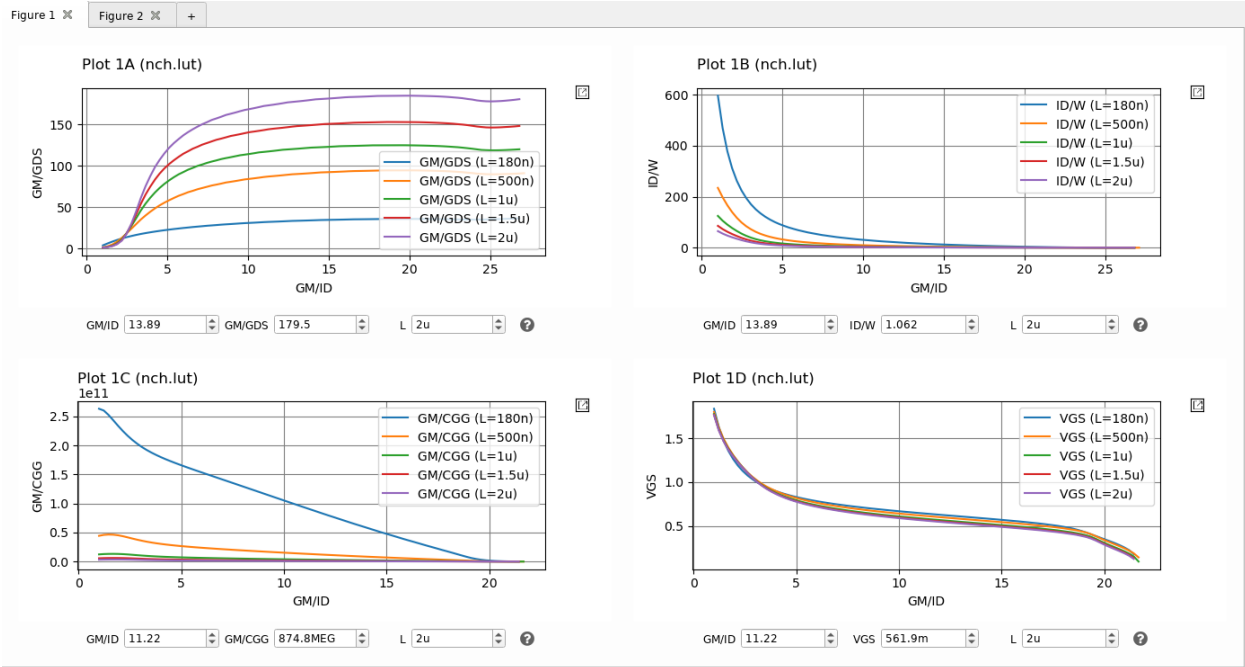 Figure 1 Figure 2 +
Plot 1A (nch.lut)
GM/GDS
150
100
50
0
0 5 10 15 20 25
GM/ID
GM/GDS (L=180n)
GM/GDS (L=500n)
GM/GDS (L=1u)
GM/GDS (L=1.5u)
GM/GDS (L=2u)
GM/ID 13.89 GM/GDS 179.5 L 2u ?
Plot 1B (nch.lut)
ID/W
600
400
200
0
0 5 10 15 20 25
GM/ID
ID/W (L=180n)
ID/W (L=500n)
ID/W (L=1u)
ID/W (L=1.5u)
ID/W (L=2u)
GM/ID 13.89 ID/W 1.062 L 2u ?
Plot 1C (nch.lut)
1e11
GM/CGG
2.5
2.0
1.5
1.0
0.5
0.0
0 5 10 15 20
GM/ID
GM/CGG (L=180n)
GM/CGG (L=500n)
GM/CGG (L=1u)
GM/CGG (L=1.5u)
GM/CGG (L=2u)
GM/ID 11.22 GM/CGG 874.8MEG L 2u ?
Plot 1D (nch.lut)
VGS
1.5
1.0
0.5
0 5 10 15 20
GM/ID
VGS (L=180n)
VGS (L=500n)
VGS (L=1u)
VGS (L=1.5u)
VGS (L=2u)
GM/ID 11.22 VGS 561.9m L 2u ?